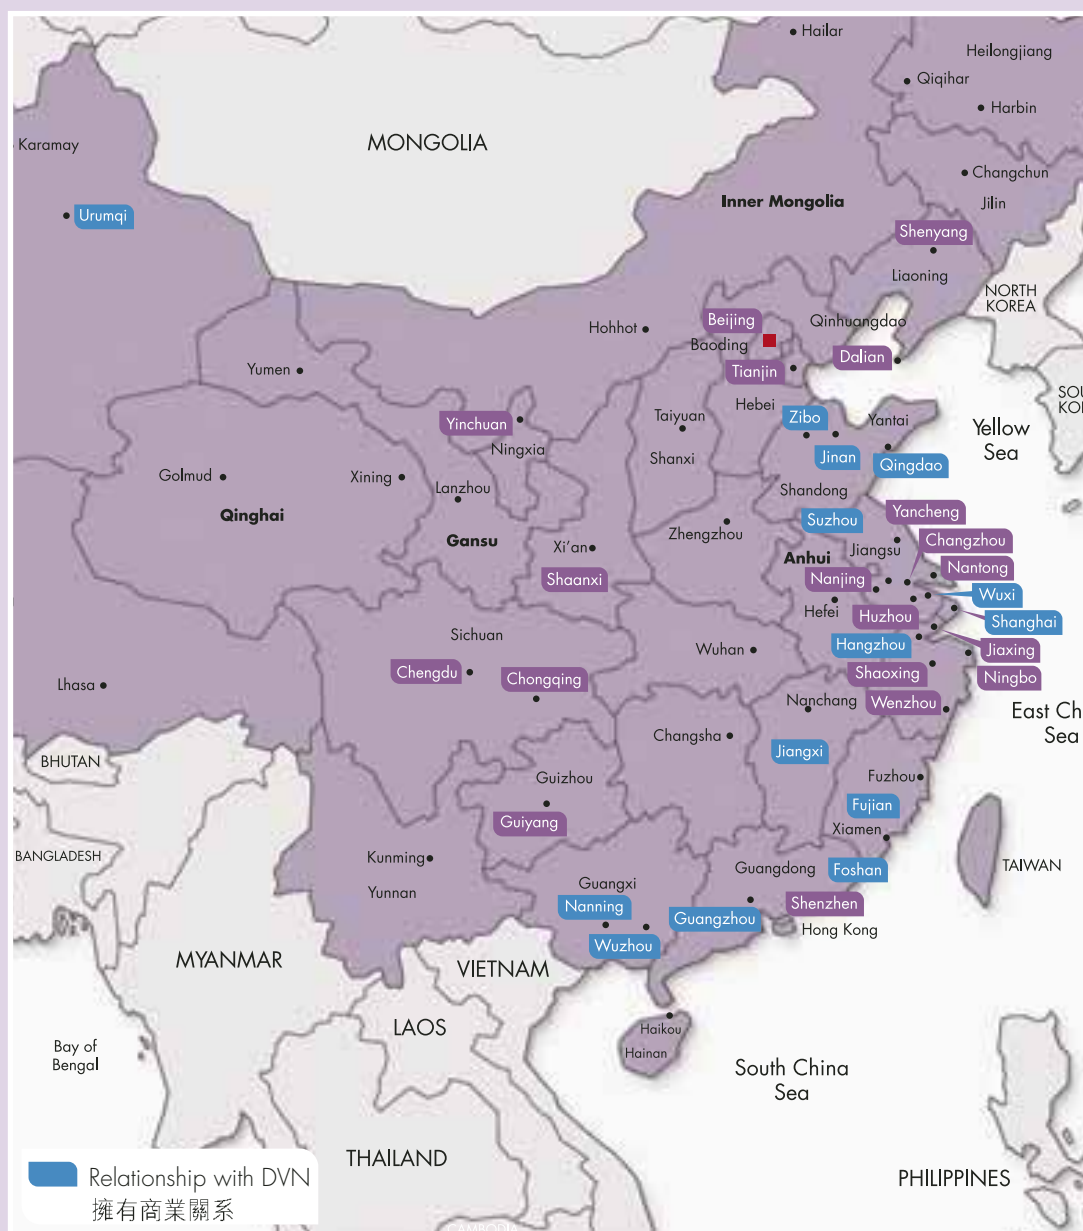 Hailar
Heilongjiang
Qiqihar
Harbin
Karamay
MONGOLIA
Changchun
Inner Mongolia
Jilin
Urumqi
Shenyang
Liaoning
NORTH
KOREA
Hohhot
Beijing
Qinhuangdao
Baoding
Dalian
Yumen
Tianjin
Hebei
Yinchuan
Taiyuan
Zibo
Yantai
Yellow
Sea
Ningxia
Shanxi
Jinan
Qingdao
Golmud
Xining
Lanzhou
Shandong
Qinghai
Suzhou
Yancheng
Zhengzhou
Gansu
Xi'an
Anhui
Jiangsu
Changzhou
Shaanxi
Nanjing
Nantong
Wuxi
Hefei
Huzhou
Shanghai
Sichuan
Wuhan
Hangzhou
Jiaxing
Chengdu
Chongqing
Shaoxing
Ningbo
Lhasa
Nanchang
Wenzhou
East Ch
Sea
Changsha
Jiangxi
BHUTAN
Guizhou
Fuzhou
Fujian
Guiyang
Xiamen
BANGLADESH
Kunming
Guangdong
Foshan
TAIWAN
Yunnan
Guangxi
Nanning
Guangzhou
Shenzhen
Hong Kong
Wuzhou
MYANMAR
VIETNAM
LAOS
Haikou
Hainan
Bay of
Bengal
South China
Sea
THAILAND
PHILIPPINES
Relationship with DVN
擁有商業關系
CAMBODIA